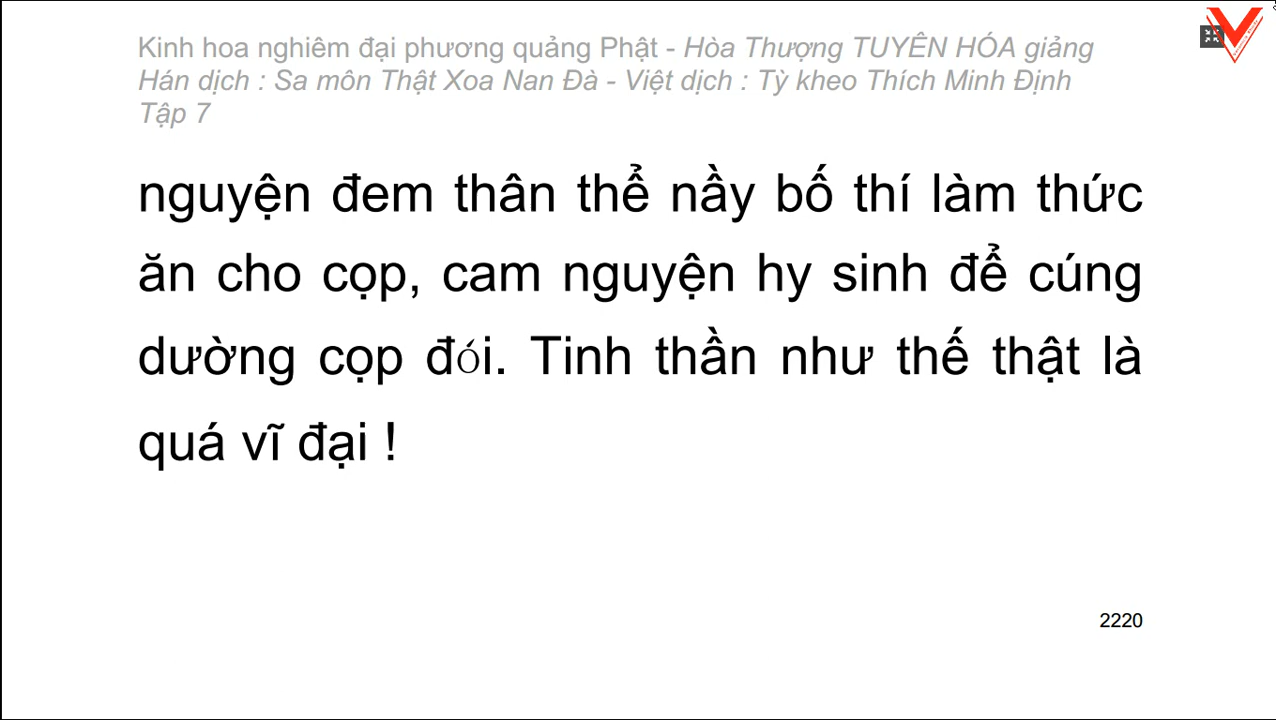 Kinh hoa nghiêm đại phương quảng Phật - Hòa Thượng TUYÊN HÓA giảng
Hán dịch : Sa môn Thật Xoa Nan Đà - Việt dịch : Tỳ kheo Thích Minh Định
Tập 7
nguyện đem thân thể nầy bố thí làm thức
ăn cho cọp, cam nguyện hy sinh để cúng
dường cọp đói. Tinh thần như thế thật là
quá vĩ đại !
2220